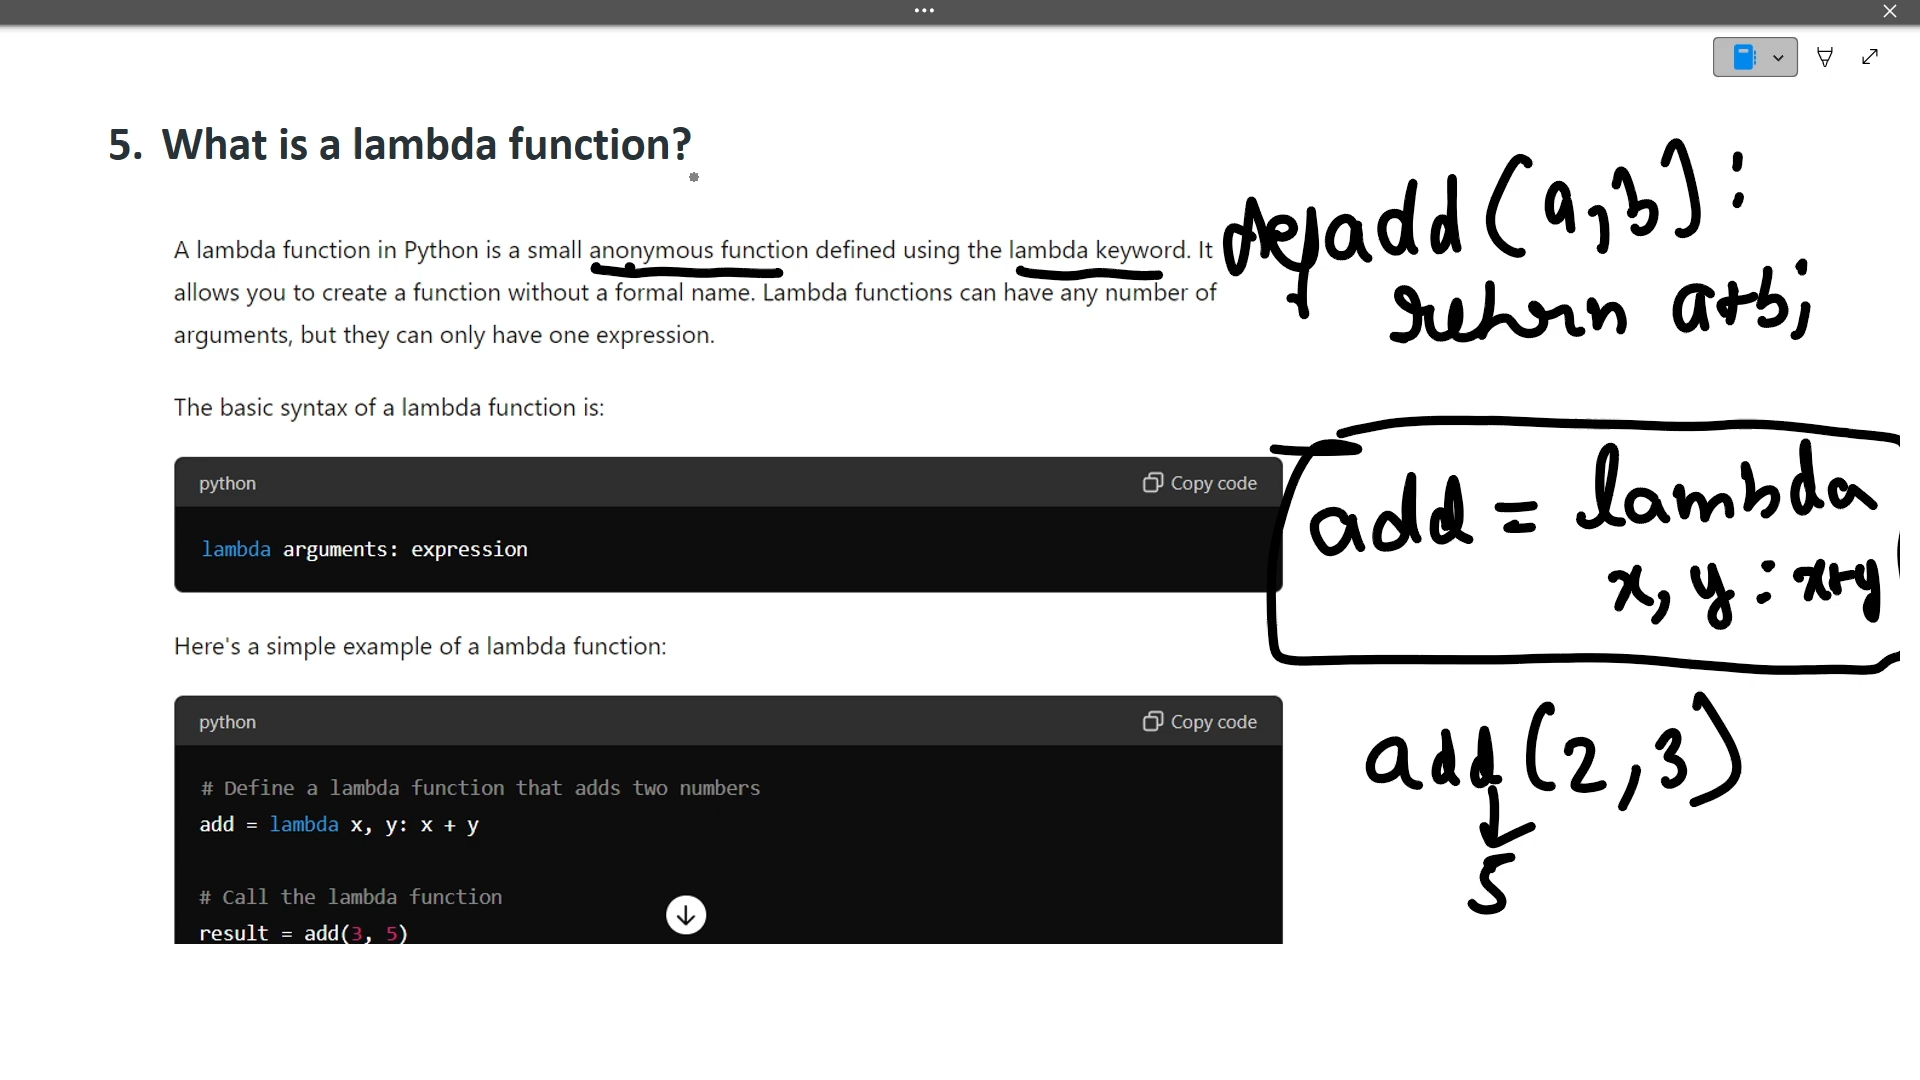 5. What is a lambda function?
A lambda function in Python is a small anonymous function defined using the lambda keyword. It
allows you to create a function without a formal name. Lambda functions can have any number of
arguments, but they can only have one expression.
The basic syntax of a lambda function is:
python
Copy code
lambda arguments: expression
Here's a simple example of a lambda function:
python
Copy code
# Define a lambda function that adds two numbers
add = lambda x, y: x + y
# Call the lambda function
result = add(3, 5)
def add (a,b):
return a+b;
add = lambda
x, y : x+y
add (2,3)
5